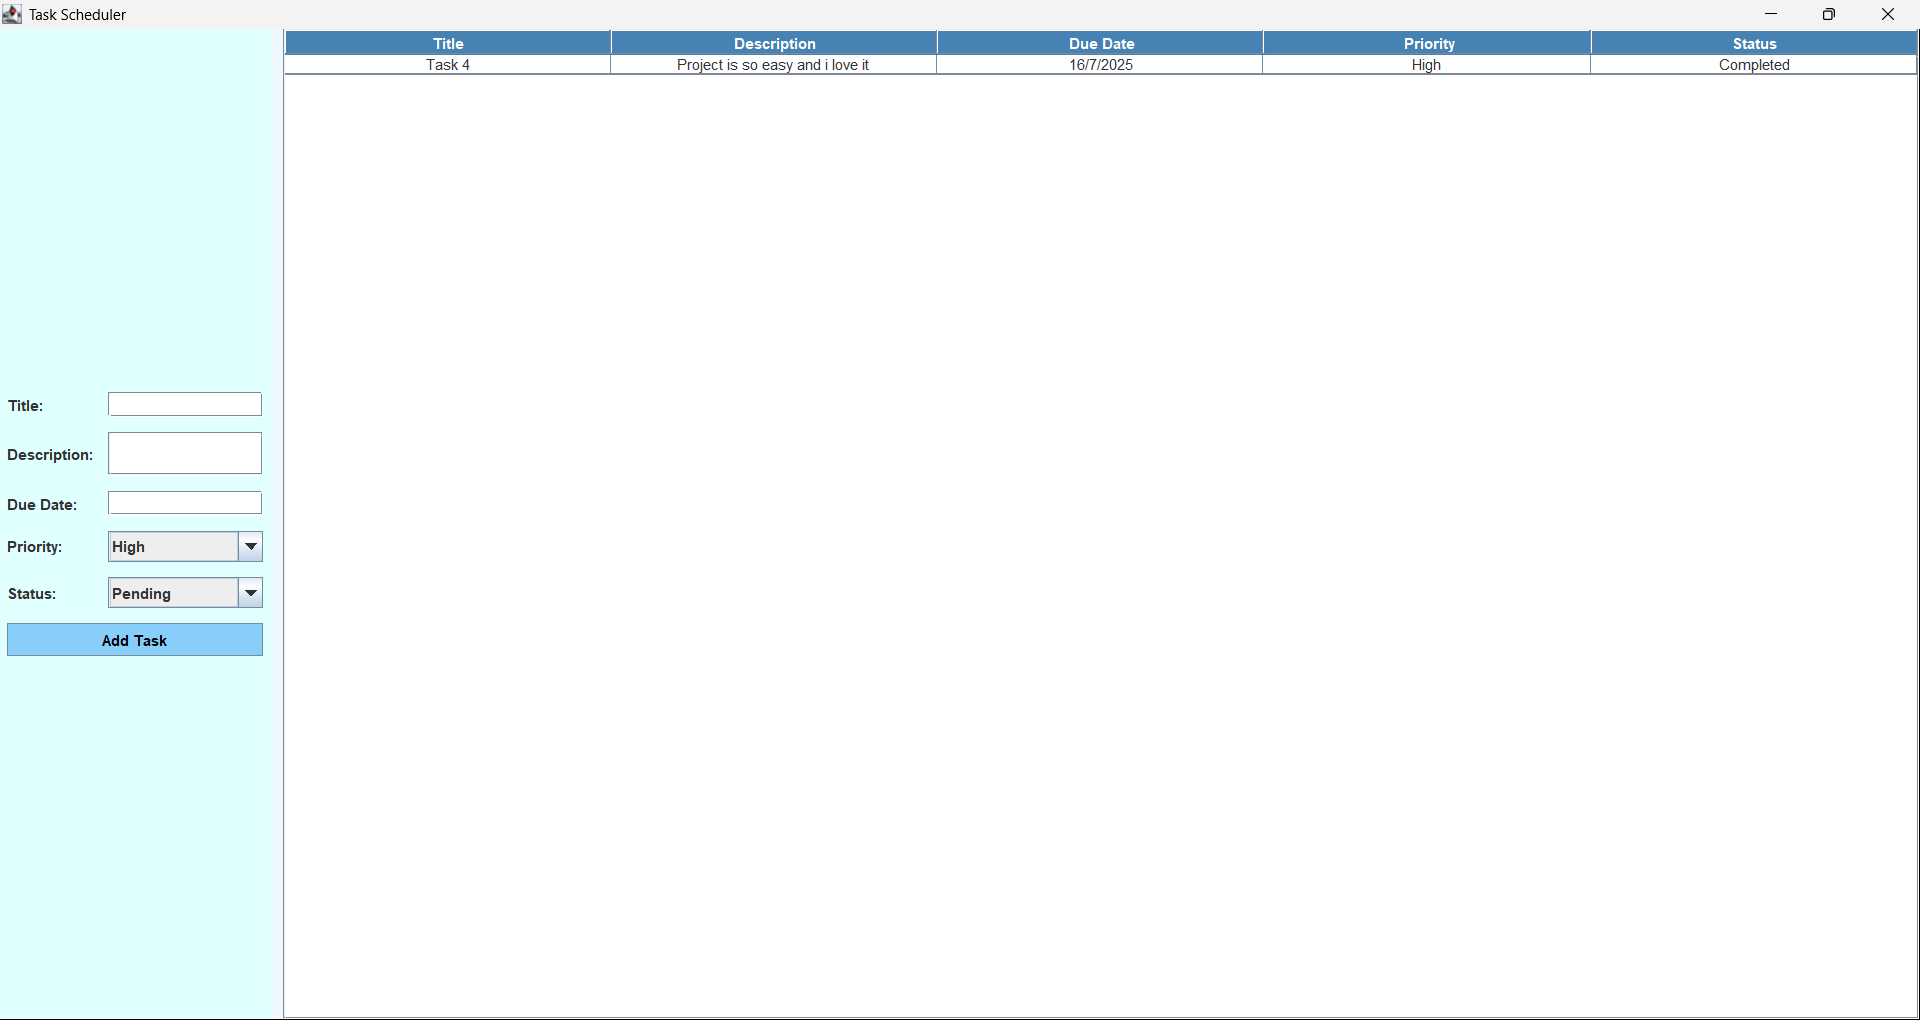 Task Scheduler
Title Description Due Date Priority Status
Task 4 Project is so easy and i love it 16/7/2025 High Completed
Title:
Description:
Due Date:
Priority: High
Status: Pending
Add Task